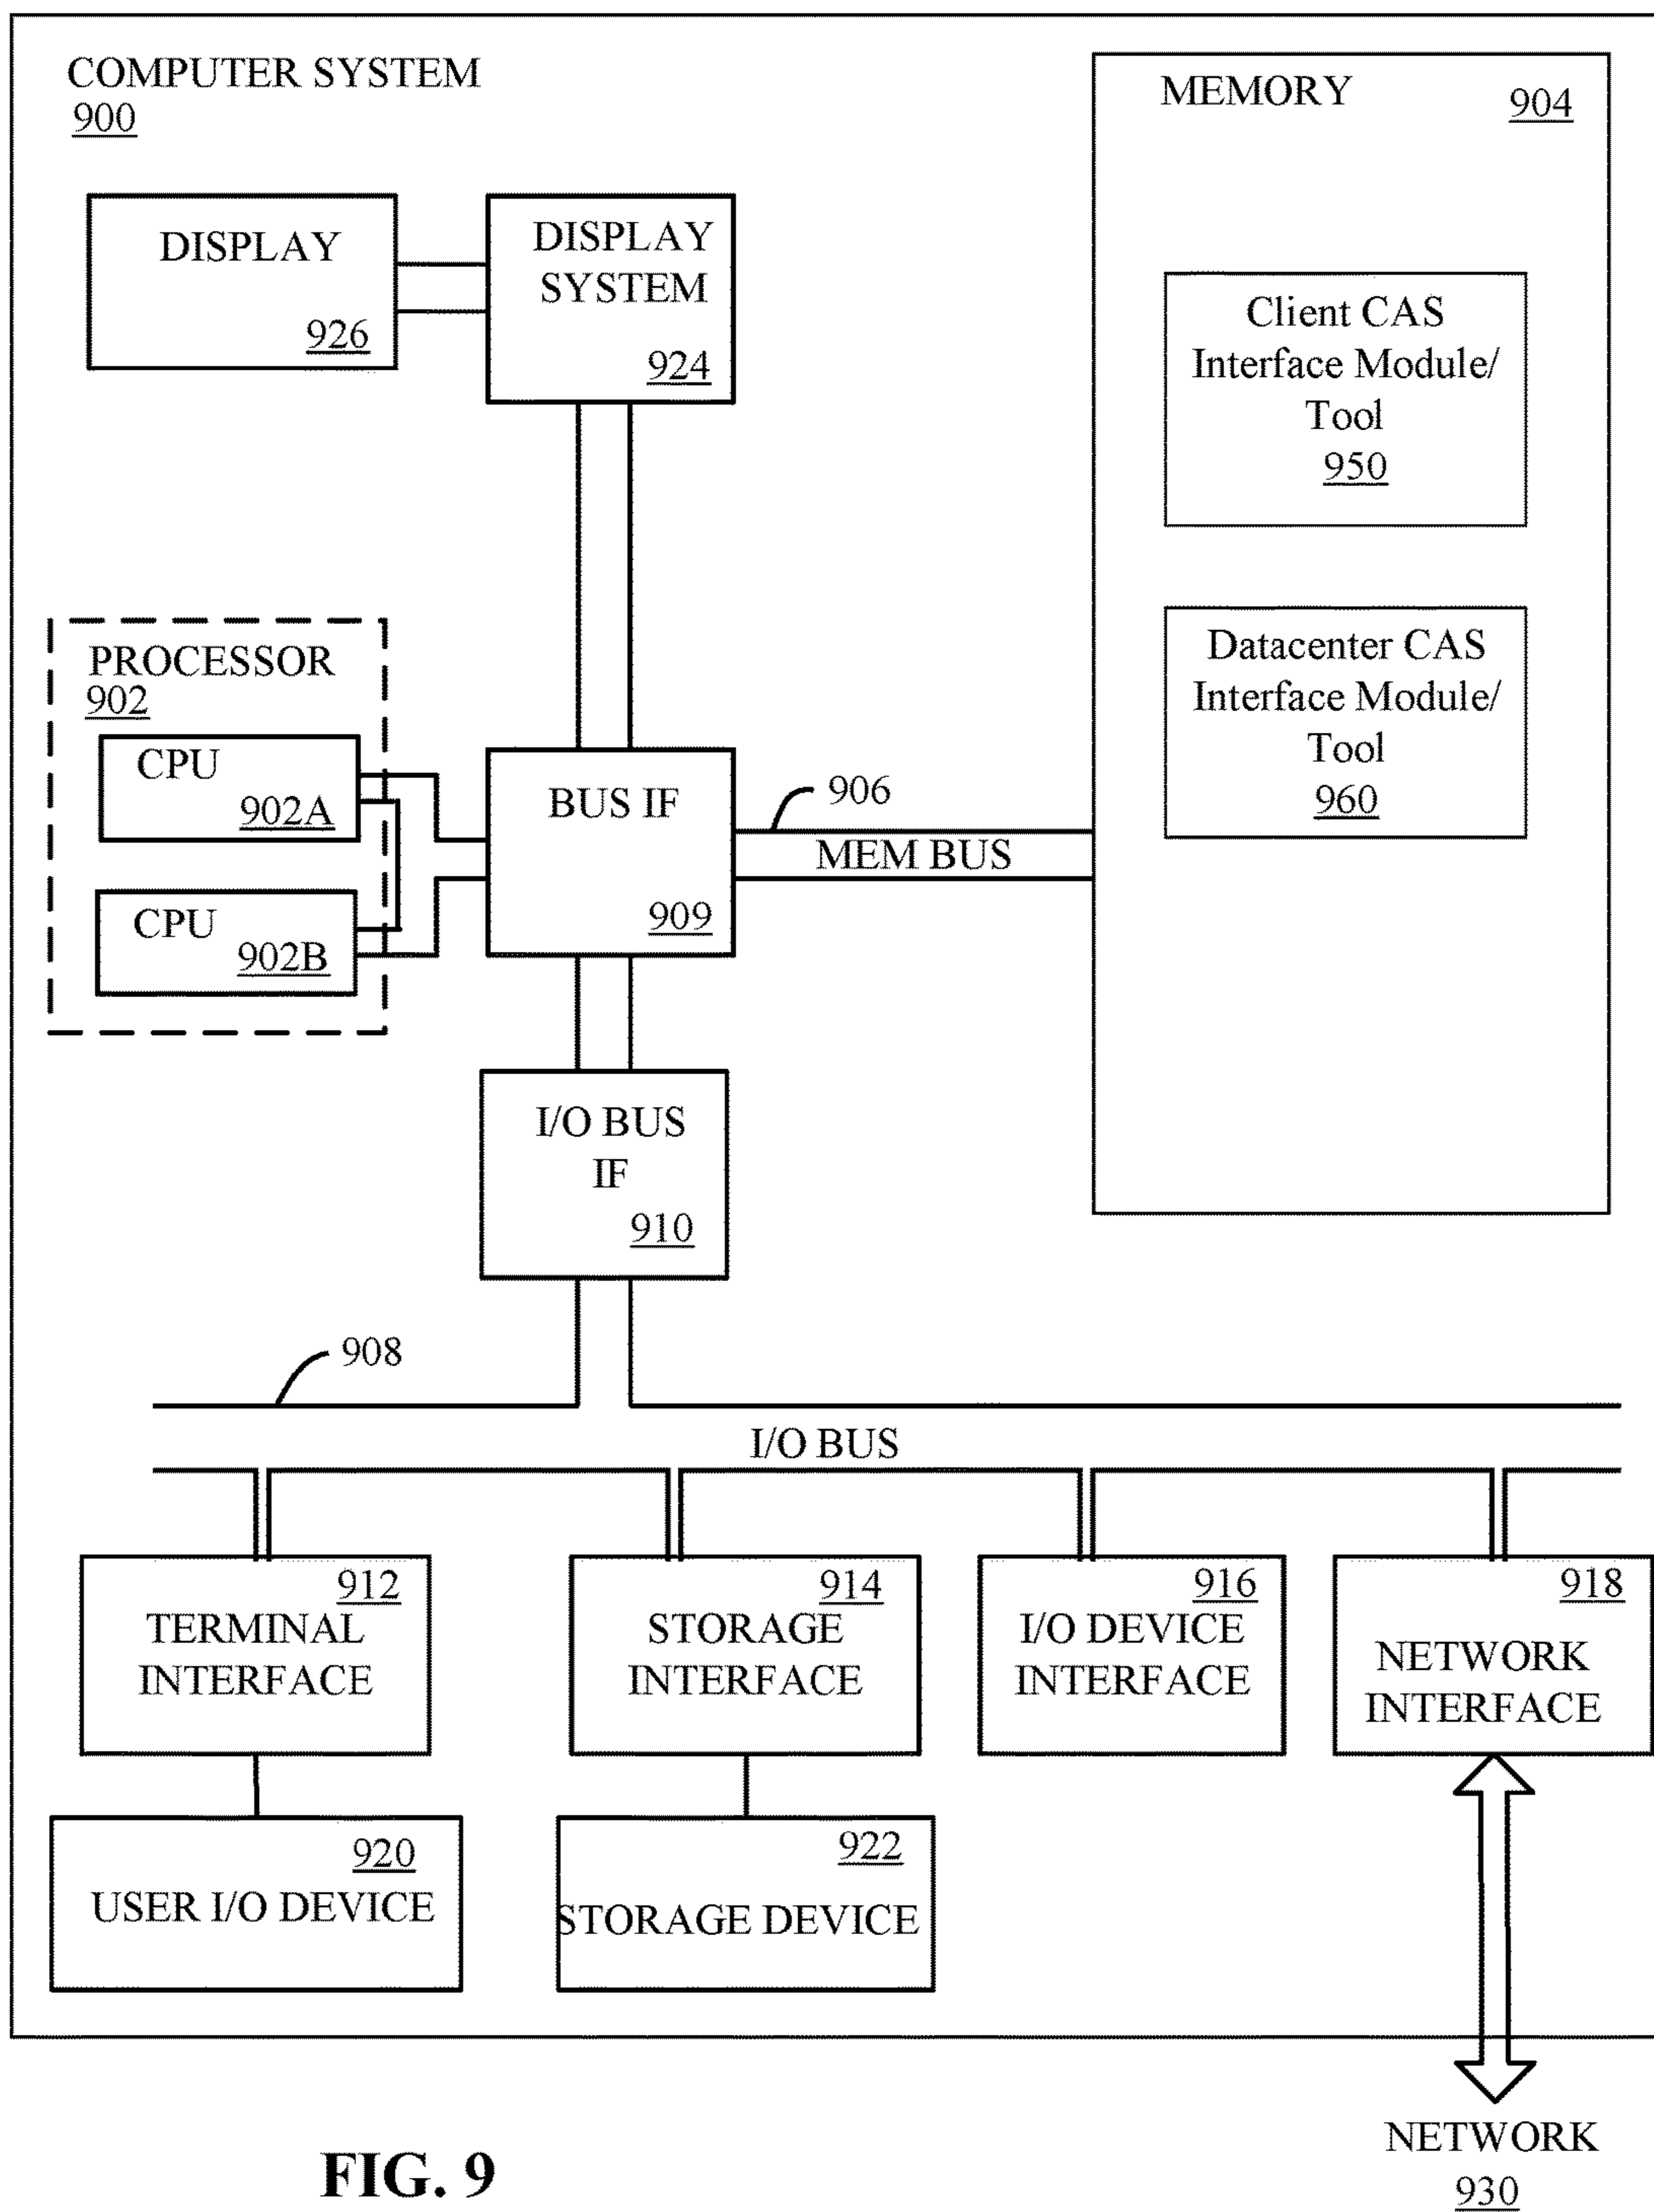 COMPUTER SYSTEM
900
MEMORY
904
DISPLAY
926
DISPLAY
SYSTEM
924
Client CAS
Interface Module/
Tool
950
Datacenter CAS
Interface Module/
Tool
960
PROCESSOR
902
CPU
902A
CPU
902B
BUS IF
909
906
MEM BUS
I/O BUS
IF
910
908
I/O BUS
912
TERMINAL
INTERFACE
914
STORAGE
INTERFACE
916
I/O DEVICE
INTERFACE
918
NETWORK
INTERFACE
920
USER I/O DEVICE
922
STORAGE DEVICE
NETWORK
930
FIG. 9